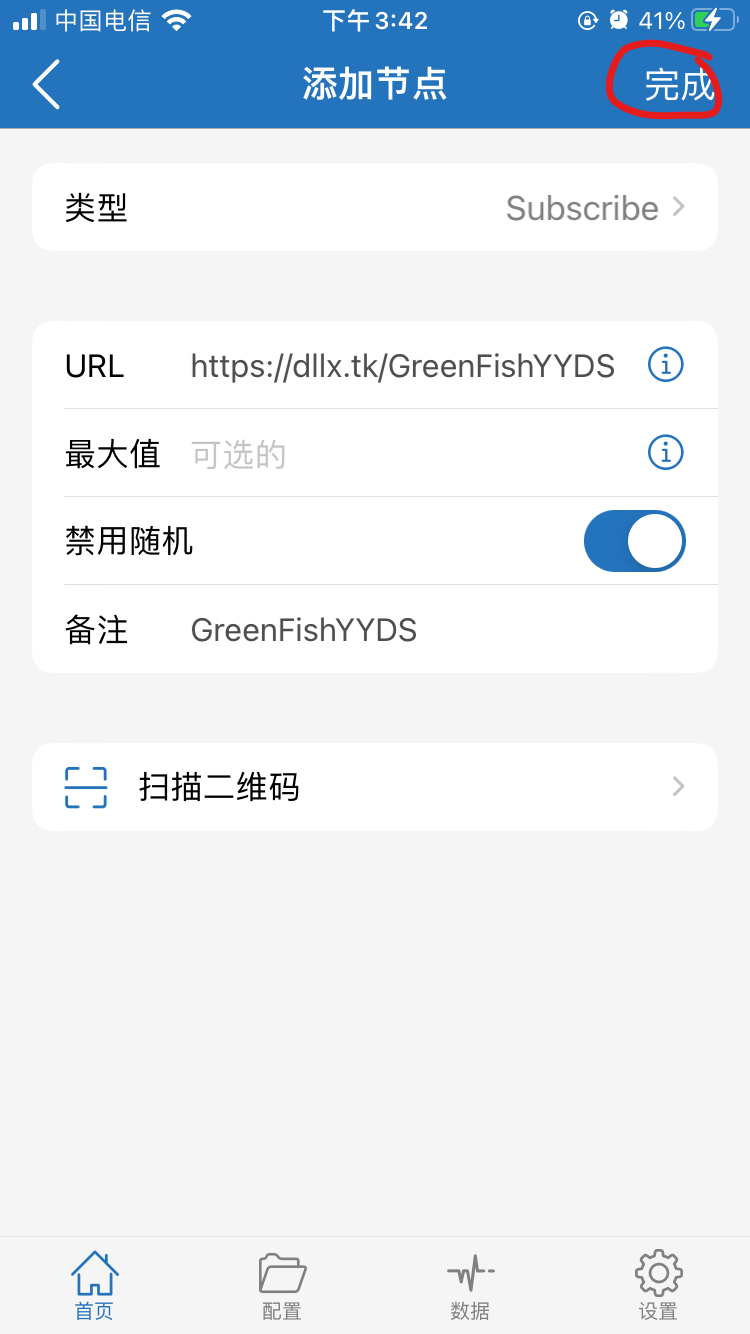 中国电信 下午3:42 41%
添加节点 完成
类型 Subscribe
URL https://dllx.tk/GreenFishYYDS
最大值 可选的
禁用随机
备注 GreenFishYYDS
扫描二维码
首页 配置 数据 设置